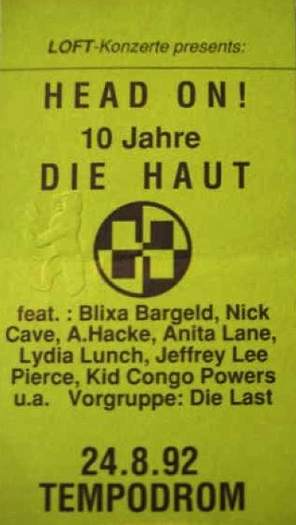 LOFT-Konzerte presents:
HEAD ON!
10 Jahre
DIE HAUT
feat. : Blixa Bargeld, Nick
Cave, A.Hacke, Anita Lane,
Lydia Lunch, Jeffrey Lee
Pierce, Kid Congo Powers
u.a. Vorgruppe: Die Last
24.8.92
TEMPODROM